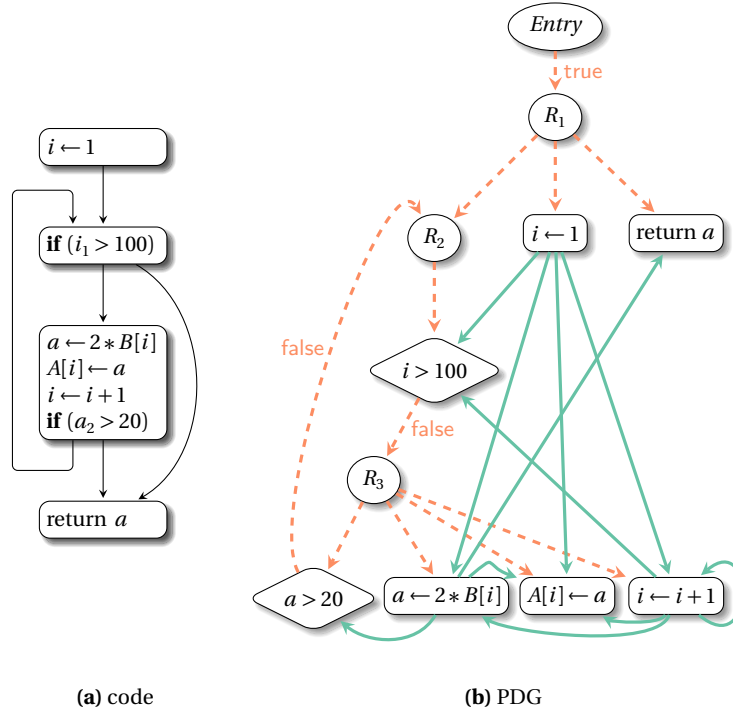 Entry
true
R1
i ← 1
if (i1 > 100)
a ← 2 * B[i]
A[i] ← a
i ← i + 1
if (a2 > 20)
return a
R2
i ← 1
return a
false
i > 100
false
R3
a > 20
a ← 2 * B[i]
A[i] ← a
i ← i + 1
(a) code
(b) PDG